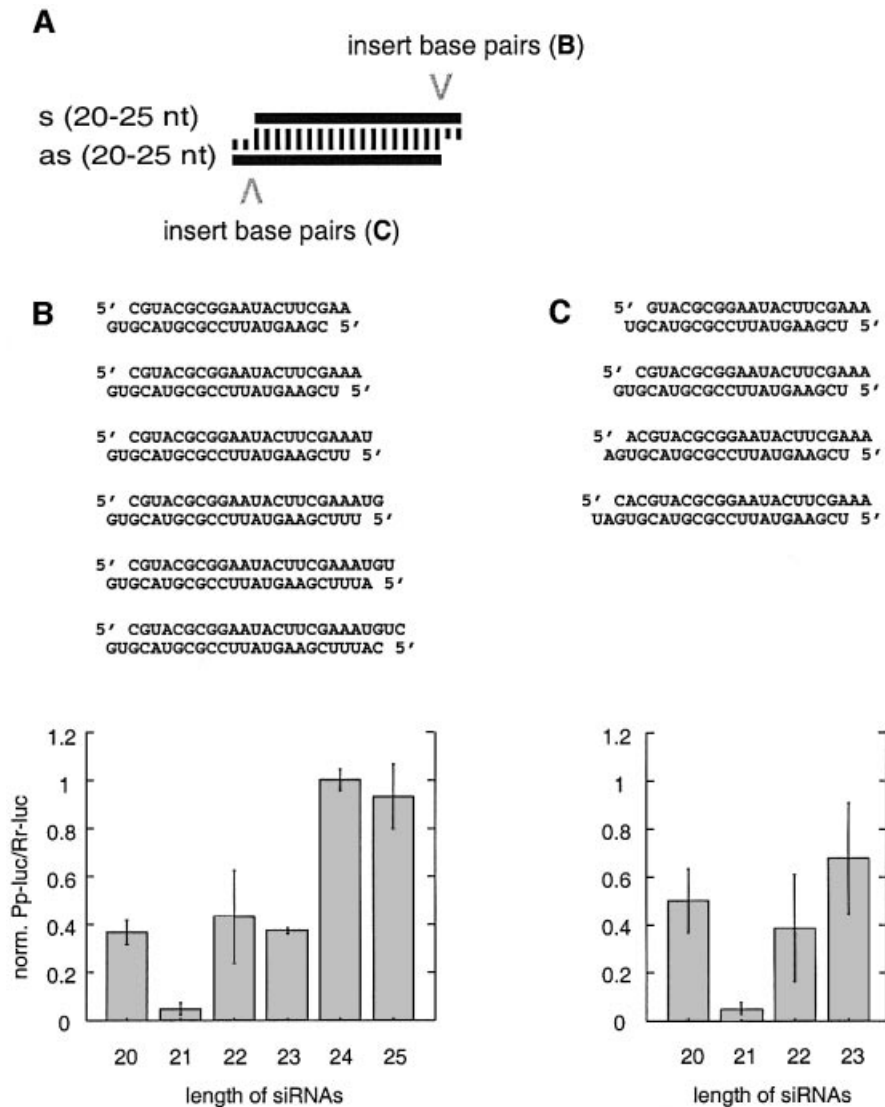 A
insert base pairs (B)
s (20-25 nt)
as (20-25 nt)
insert base pairs (C)
B
5′ CGUACGCGGAAUACUUCGAA
GUGCAUGCGCCUUAUGAAGC 5′
5′ CGUACGCGGAAUACUUCGAAA
GUGCAUGCGCCUUAUGAAGCU 5′
5′ CGUACGCGGAAUACUUCGAAAU
GUGCAUGCGCCUUAUGAAGCUU 5′
5′ CGUACGCGGAAUACUUCGAAAUG
GUGCAUGCGCCUUAUGAAGCUUU 5′
5′ CGUACGCGGAAUACUUCGAAAUGU
GUGCAUGCGCCUUAUGAAGCUUUA 5′
5′ CGUACGCGGAAUACUUCGAAAUGUC
GUGCAUGCGCCUUAUGAAGCUUUAC 5′
C
5′ GUACGCGGAAUACUUCGAAA
UGCAUGCGCCUUAUGAAGCU 5′
5′ CGUACGCGGAAUACUUCGAAA
GUGCAUGCGCCUUAUGAAGCU 5′
5′ ACGUACGCGGAAUACUUCGAAA
AGUGCAUGCGCCUUAUGAAGCU 5′
5′ CACGUACGCGGAAUACUUCGAAA
UAGUGCAUGCGCCUUAUGAAGCU 5′
norm. Pp-luc/Rr-luc
1.2
1
0.8
0.6
0.4
0.2
0
20 21 22 23 24 25
length of siRNAs
1.2
1
0.8
0.6
0.4
0.2
0
20 21 22 23
length of siRNAs